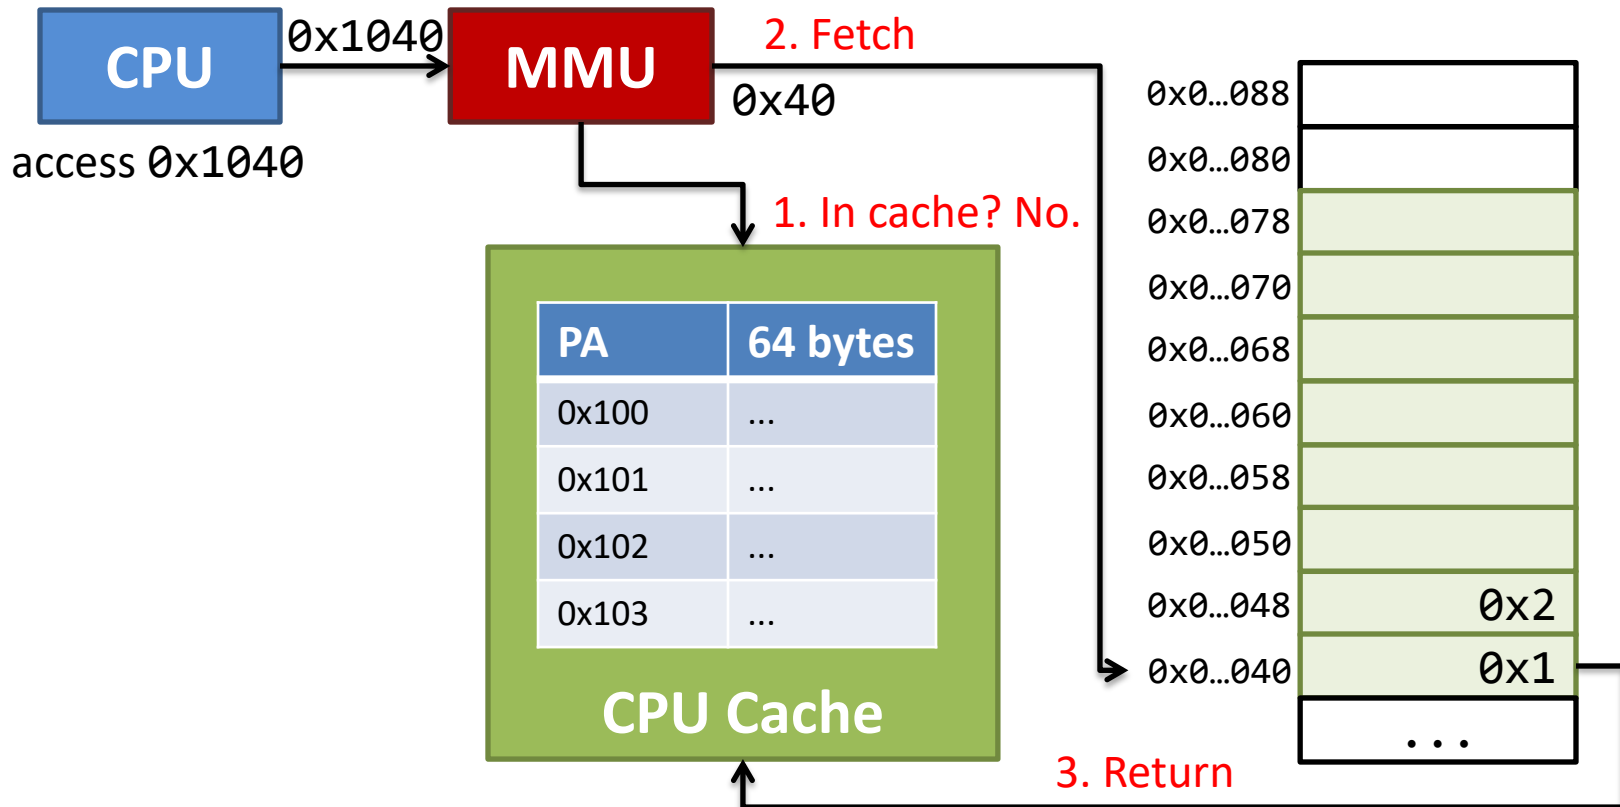 CPU
0x1040
MMU
2. Fetch
0x40
access 0x1040
1. In cache? No.
PA 64 bytes
0x100 ...
0x101 ...
0x102 ...
0x103 ...
CPU Cache
3. Return
0x0…088
0x0…080
0x0…078
0x0…070
0x0…068
0x0…060
0x0…058
0x0…050
0x0…048 0x2
0x0…040 0x1
...